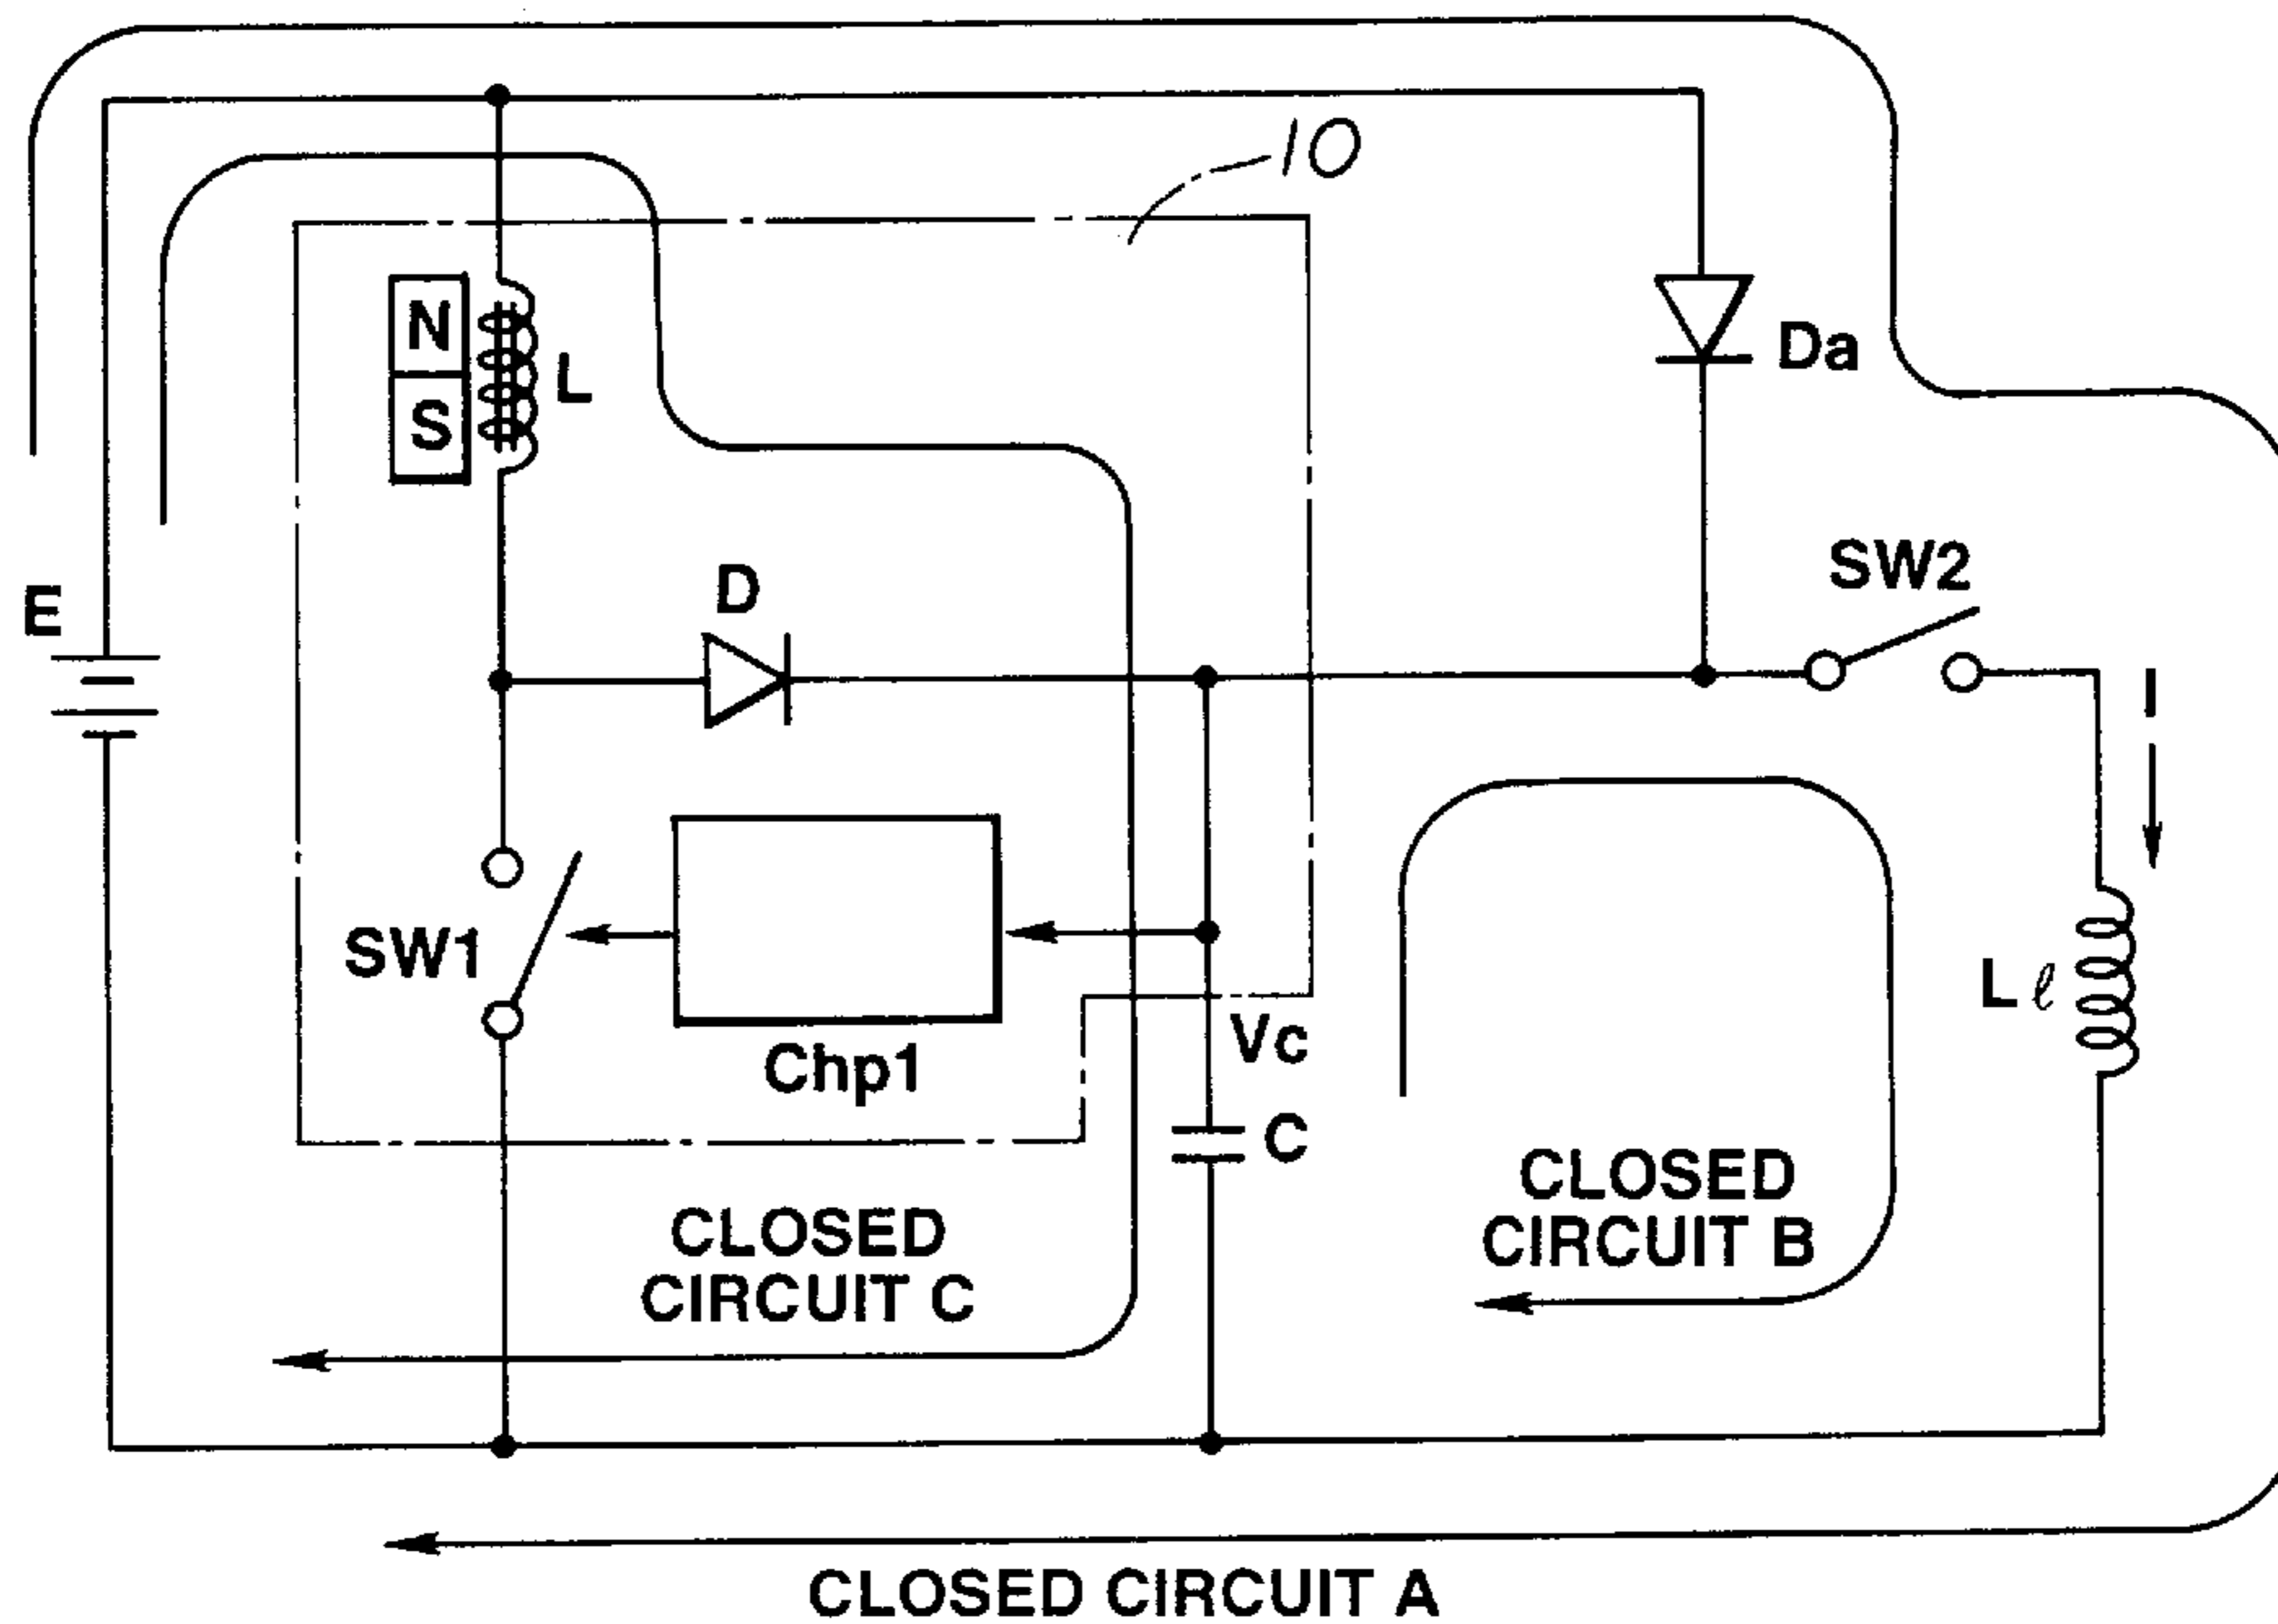 10
N
S
L
Da
E
D
SW2
I
SW1
Chp1
Lℓ
Vc
C
CLOSED
CIRCUIT B
CLOSED
CIRCUIT C
CLOSED CIRCUIT A